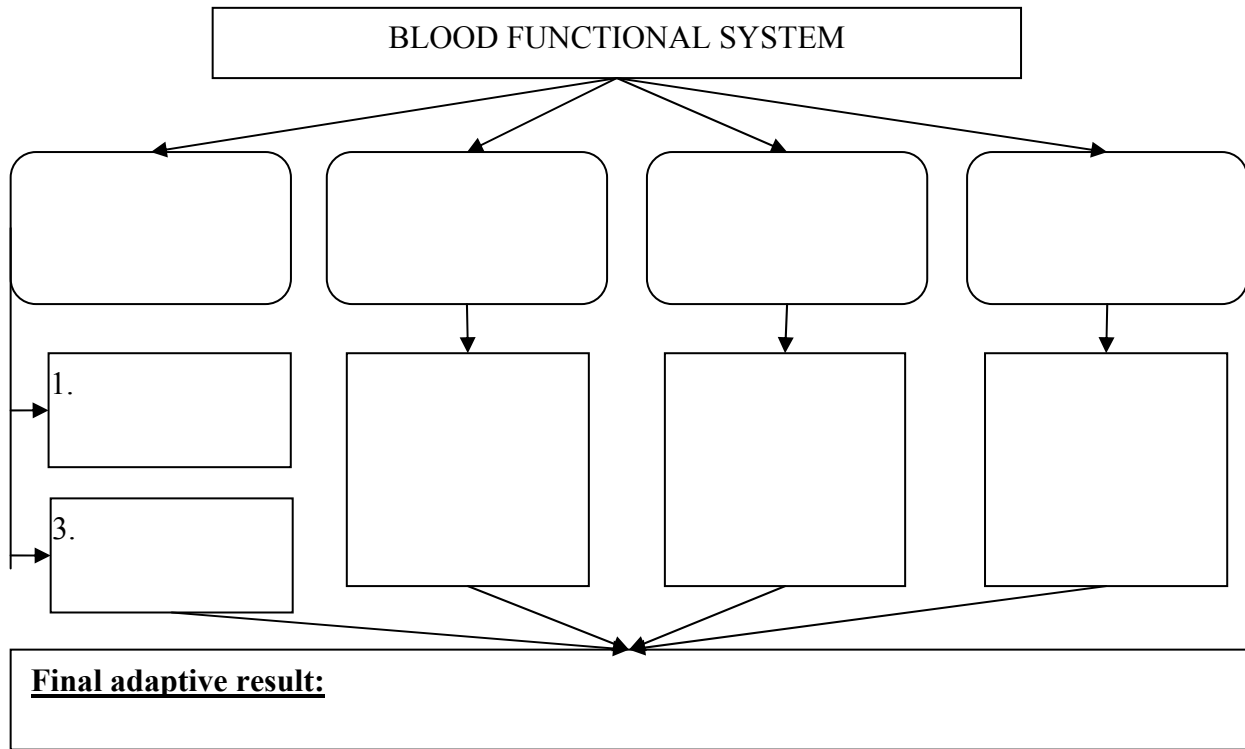 BLOOD FUNCTIONAL SYSTEM
1.
3.
Final adaptive result: